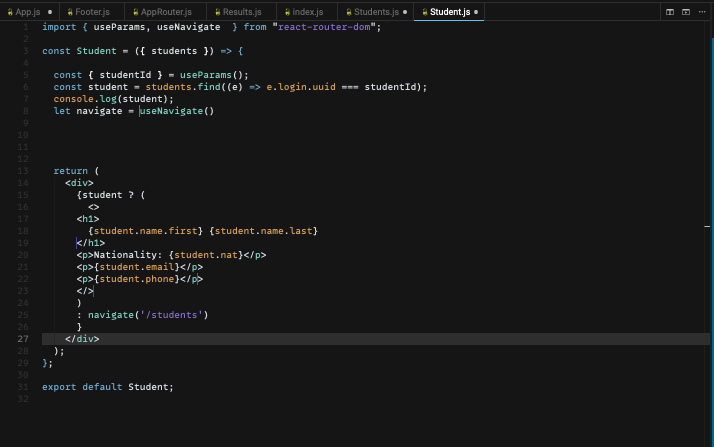 App.js Footer.js AppRouter.js Results.js index.js Students.js Student.js
1 import { useParams, useNavigate } from "react-router-dom";
2
3 const Student = ({ students }) => {
4
5 const { studentId } = useParams();
6 const student = students.find((e) => e.login.uuid === studentId);
7 console.log(student);
8 let navigate = useNavigate()
9
10
11
12
13 return (
14 <div>
15 {student ? (
16 <>
17 <h1>
18 {student.name.first} {student.name.last}
19 </h1>
20 <p>Nationality: {student.nat}</p>
21 <p>{student.email}</p>
22 <p>{student.phone}</p>
23 </>
24 )
25 : navigate('/students')
26 }
27 </div>
28 );
29 };
30
31 export default Student;
32